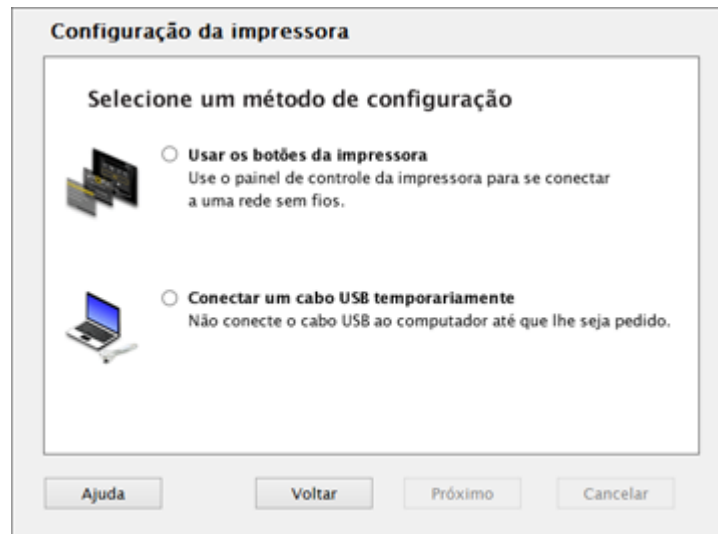 Configuração da impressora
Selecione um método de configuração
Usar os botões da impressora
Use o painel de controle da impressora para se conectar
a uma rede sem fios.
Conectar um cabo USB temporariamente
Não conecte o cabo USB ao computador até que lhe seja pedido.
Ajuda
Voltar
Próximo
Cancelar